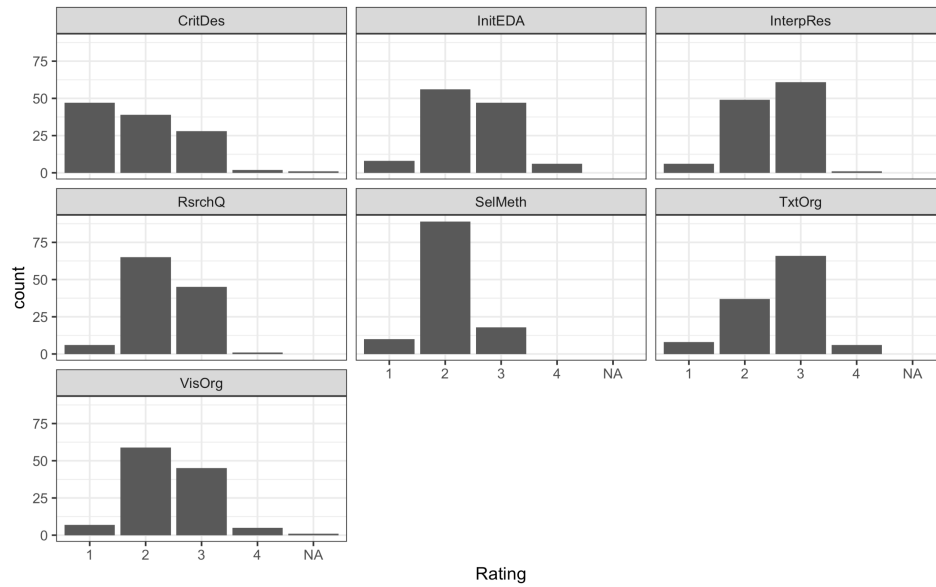 CritDes InitEDA InterpRes
75
50
25
0
RsrchQ SelMeth TxtOrg
75
50
25
0
1 2 3 4 NA 1 2 3 4 NA
VisOrg
75
50
25
0
1 2 3 4 NA
count
Rating